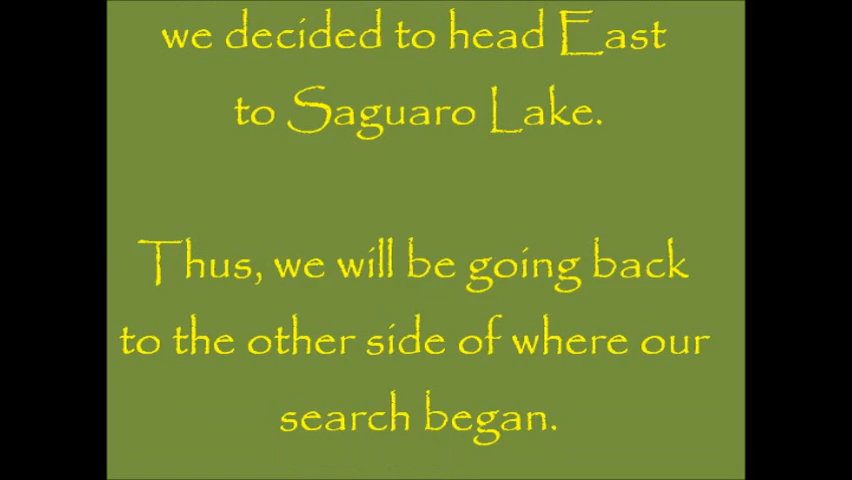 we decided to head East
to Saguaro Lake.
Thus, we will be going back
to the other side of where our
search began.